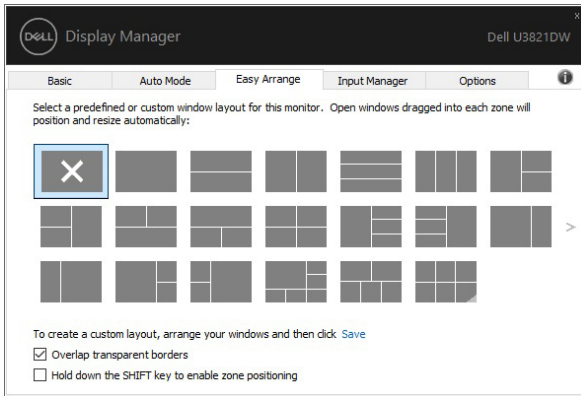 DELL Display Manager
Dell U3821DW
Basic Auto Mode Easy Arrange Input Manager Options
Select a predefined or custom window layout for this monitor. Open windows dragged into each zone will
position and resize automatically:
To create a custom layout, arrange your windows and then click Save
Overlap transparent borders
Hold down the SHIFT key to enable zone positioning